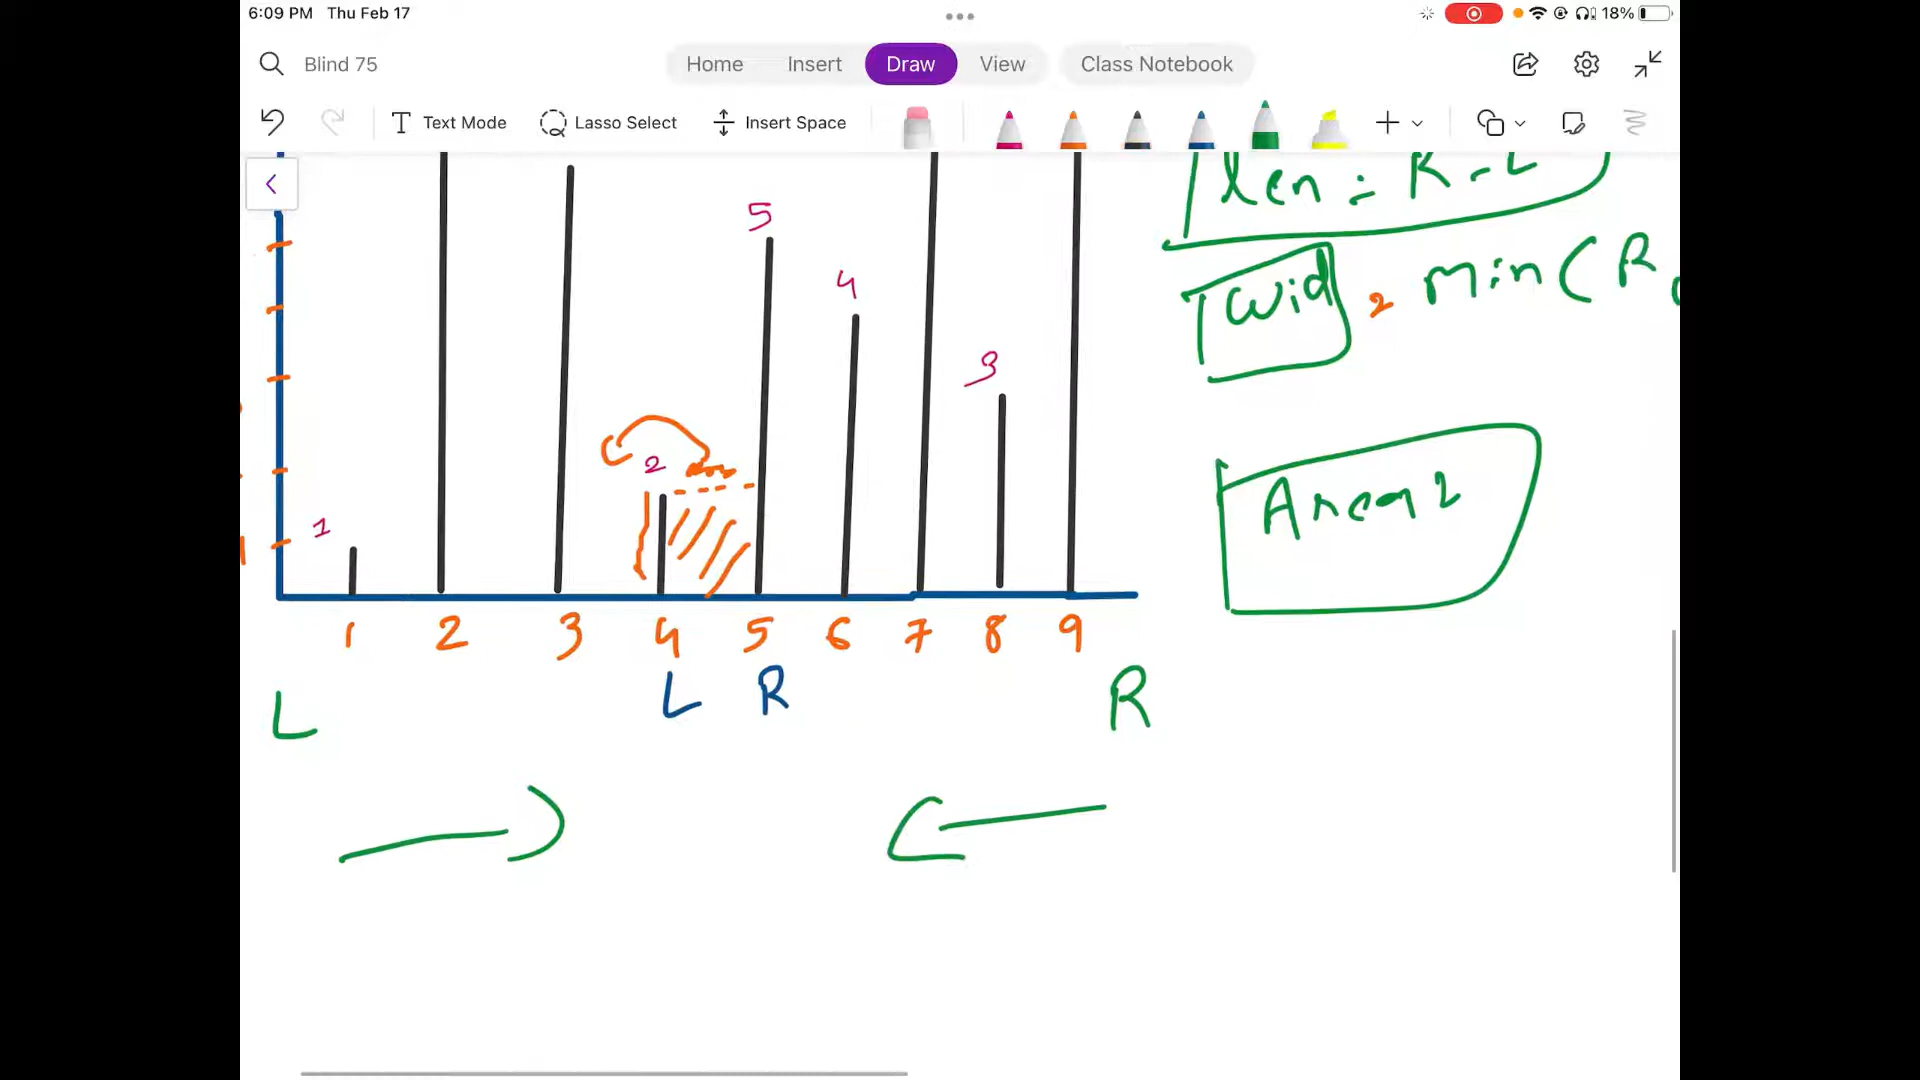 6:09 PM Thu Feb 17
18%
Blind 75
Home Insert Draw View Class Notebook
Text Mode Lasso Select Insert Space
len = R - L
Wid = Min(R
Area =
5
4
3
2
1
1 2 3 4 5 6 7 8 9
L R
L R